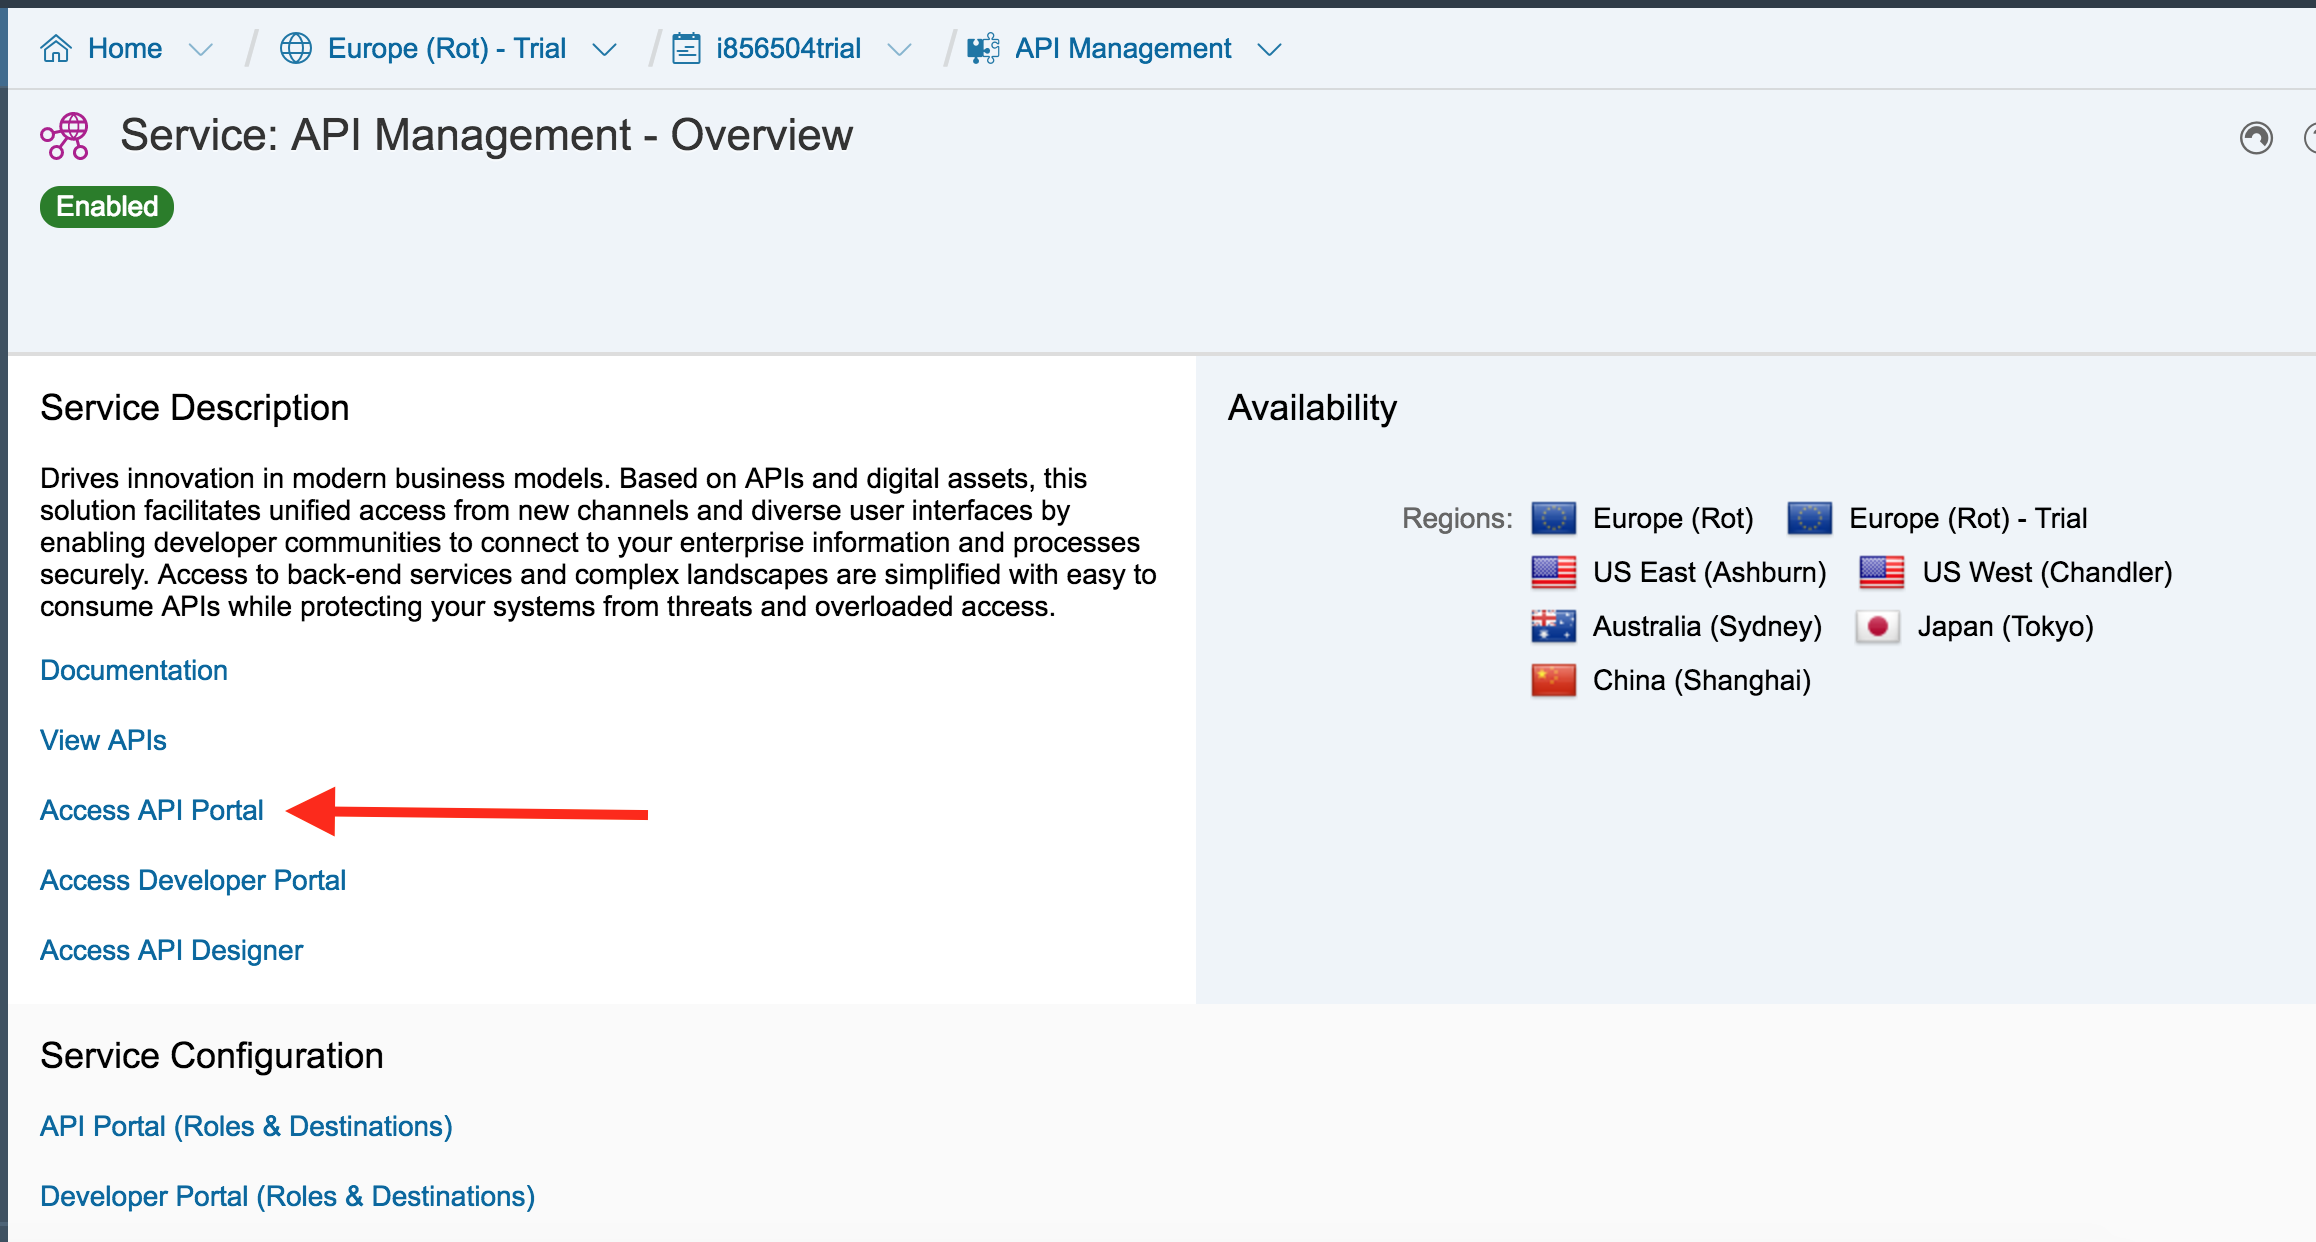 Home
Europe (Rot) - Trial
i856504trial
API Management
Service: API Management - Overview
Enabled
Service Description
Drives innovation in modern business models. Based on APIs and digital assets, this
solution facilitates unified access from new channels and diverse user interfaces by
enabling developer communities to connect to your enterprise information and processes
securely. Access to back-end services and complex landscapes are simplified with easy to
consume APIs while protecting your systems from threats and overloaded access.
Documentation
View APIs
Access API Portal
Access Developer Portal
Access API Designer
Availability
Regions: Europe (Rot) Europe (Rot) - Trial
US East (Ashburn) US West (Chandler)
Australia (Sydney) Japan (Tokyo)
China (Shanghai)
Service Configuration
API Portal (Roles & Destinations)
Developer Portal (Roles & Destinations)